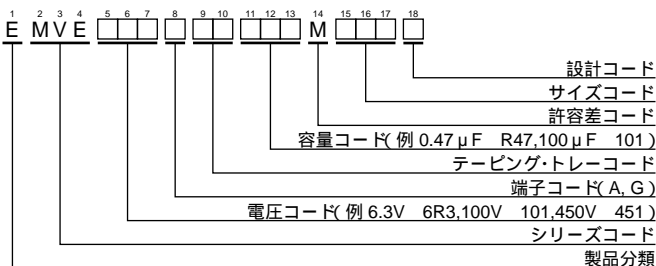 1 2 3 4 5 6 7 8 9 10 11 12 13 14 15 16 17 18
E MVE □□□ □ □□ □□□ M □□□ □
設計コード
サイズコード
許容差コード
容量コード(例 0.47μF R47,100μF 101)
テーピング・トレーコード
端子コード(A, G)
電圧コード(例 6.3V 6R3,100V 101,450V 451)
シリーズコード
製品分類